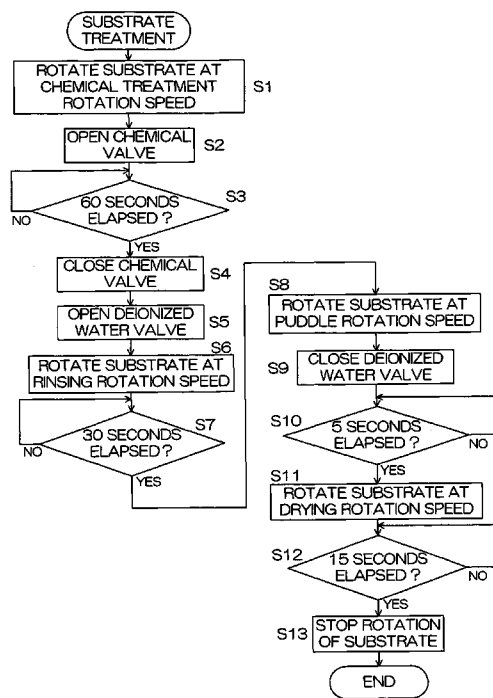 SUBSTRATE
TREATMENT
ROTATE SUBSTRATE AT
CHEMICAL TREATMENT
ROTATION SPEED
S1
OPEN CHEMICAL
VALVE
S2
60 SECONDS
ELAPSED ?
S3
NO
YES
CLOSE CHEMICAL
VALVE
S4
OPEN DEIONIZED
WATER VALVE
S5
S6
ROTATE SUBSTRATE AT
RINSING ROTATION SPEED
S7
30 SECONDS
ELAPSED ?
NO
YES
S8
ROTATE SUBSTRATE AT
PUDDLE ROTATION SPEED
S9
CLOSE DEIONIZED
WATER VALVE
S10
5 SECONDS
ELAPSED ?
NO
YES
S11
ROTATE SUBSTRATE AT
DRYING ROTATION SPEED
S12
15 SECONDS
ELAPSED ?
NO
YES
S13
STOP ROTATION
OF SUBSTRATE
END